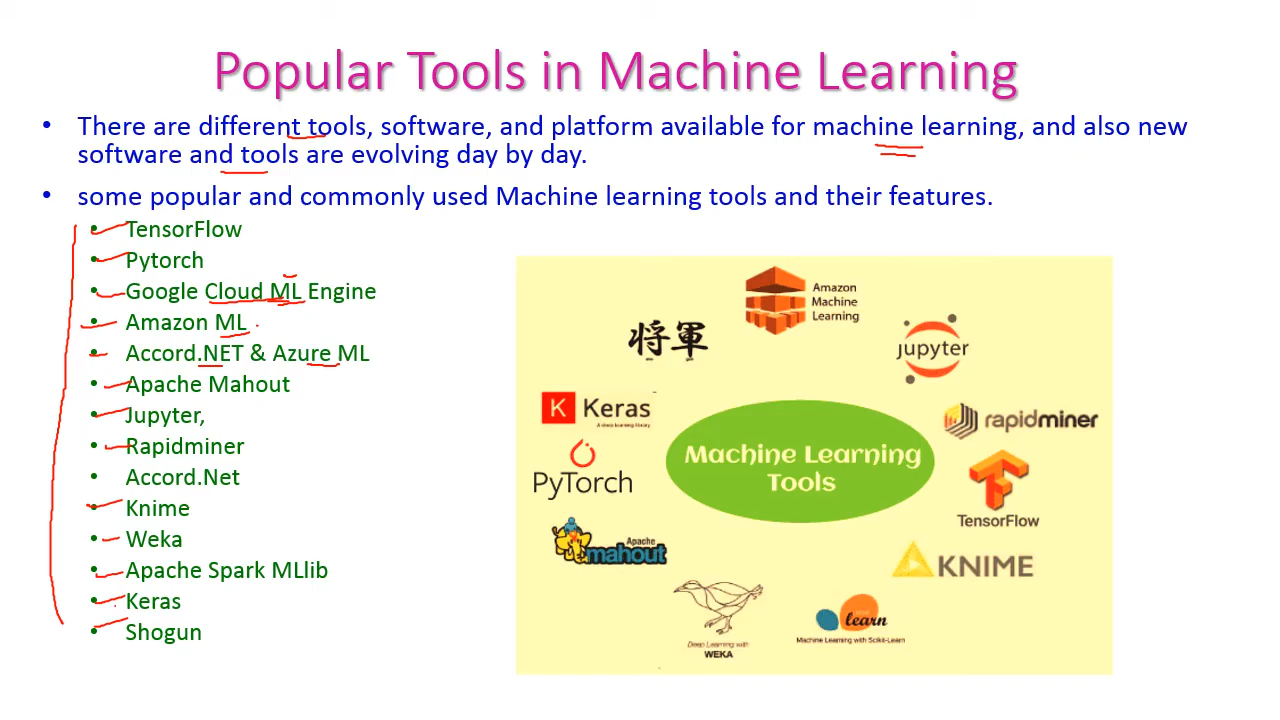 Popular Tools in Machine Learning
• There are different tools, software, and platform available for machine learning, and also new
software and tools are evolving day by day.
• some popular and commonly used Machine learning tools and their features.
• TensorFlow
• Pytorch
• Google Cloud ML Engine
• Amazon ML
• Accord.NET & Azure ML
• Apache Mahout
• Jupyter,
• Rapidminer
• Accord.Net
• Knime
• Weka
• Apache Spark MLlib
• Keras
• Shogun
Amazon
Machine
Learning
将軍
jupyter
K Keras
A deep learning library
rapidminer
Machine Learning
Tools
PyTorch
TensorFlow
Apache
mahout
KNIME
learn
Machine Learning with Scikit-Learn
Deep Learning with
WEKA